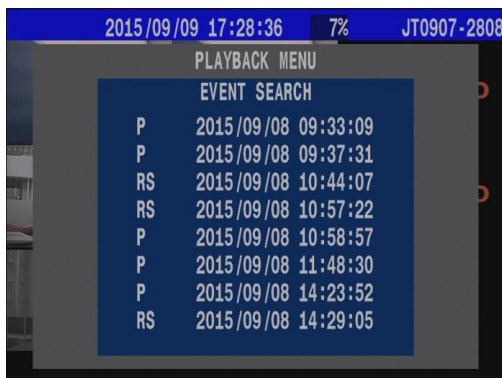 2015/09/09 17:28:36 7% JT0907-2808
PLAYBACK MENU
EVENT SEARCH
P 2015/09/08 09:33:09
P 2015/09/08 09:37:31
RS 2015/09/08 10:44:07
RS 2015/09/08 10:57:22
P 2015/09/08 10:58:57
P 2015/09/08 11:48:30
P 2015/09/08 14:23:52
RS 2015/09/08 14:29:05